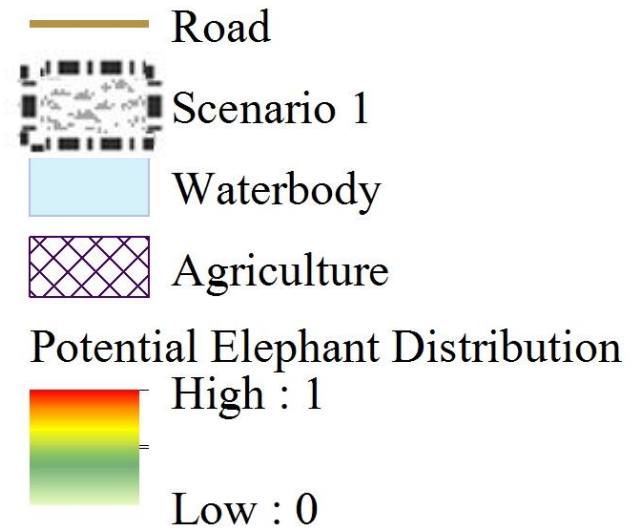 Road
Scenario 1
Waterbody
Agriculture
Potential Elephant Distribution
High : 1
Low : 0